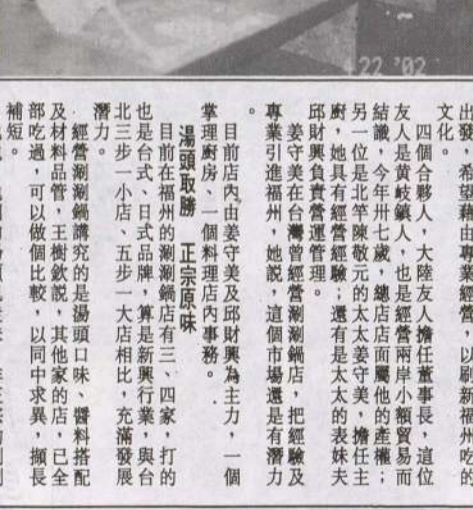 4 22 '02
出發，希望藉由專業經營，以刷新福州吃的
文化。
四個合夥人，大陸友人擔任董事長，這位
友人是黃岐鎮人，也是經營兩岸小額貿易而
結識，今年卅七歲，總店店面屬他的產權；
另一位是北竿陳敬元的太太姜守美，擔任主
廚，她具有經營經驗；還有是太太的表妹夫
邱財興負責營運管理。
姜守美在台灣曾經營涮涮鍋店，把經驗及
專業引進福州，她說，這個市場還是有潛力
。
目前店內由姜守美及邱財興為主力，一個
掌理廚房、一個料理店內事務。
湯頭取勝　正宗原味
目前在福州的涮涮鍋店有三、四家，打的
也是台式、日式品牌，算是新興行業，與台
北三步一小店、五步一大店相比，充滿發展
潛力。
經營涮涮鍋講究的是湯頭口味、醬料搭配
及材料品管，王樹欽說，其他家的店，已全
部吃過，可以做個比較，以同中求異，擷長
補短。